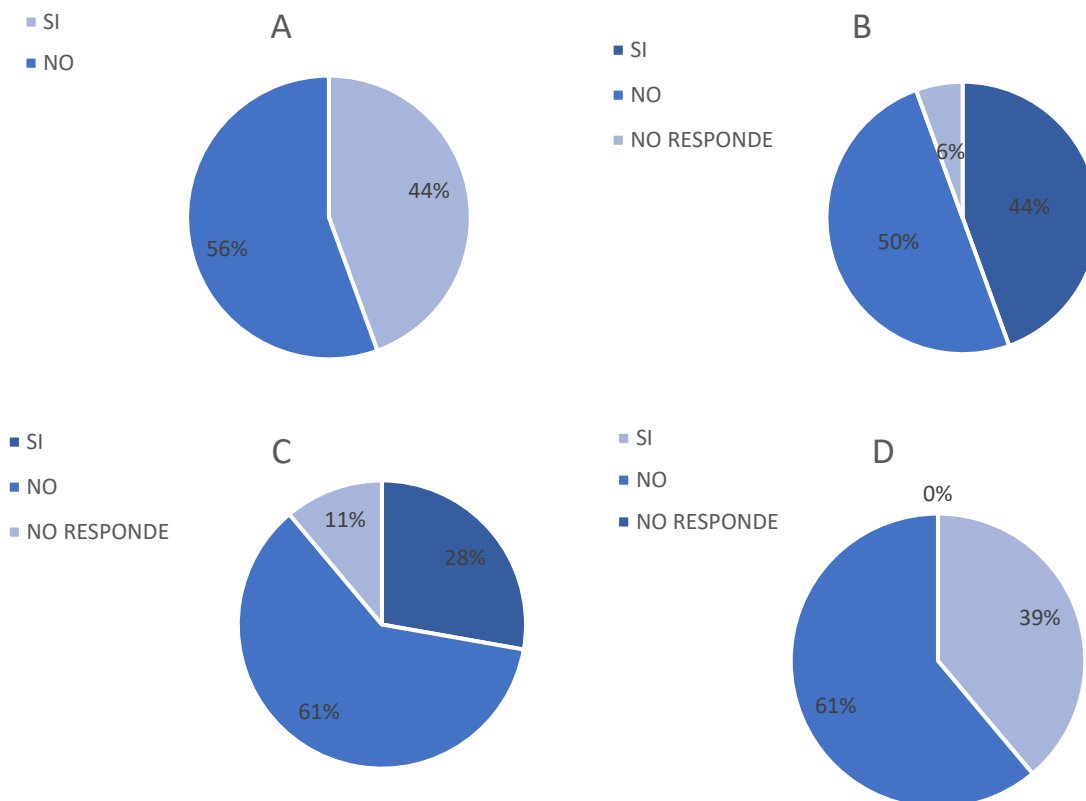 A
SI
NO
44%
56%
B
SI
NO
NO RESPONDE
6%
44%
50%
C
SI
NO
NO RESPONDE
11%
28%
61%
D
SI
NO
NO RESPONDE
0%
39%
61%